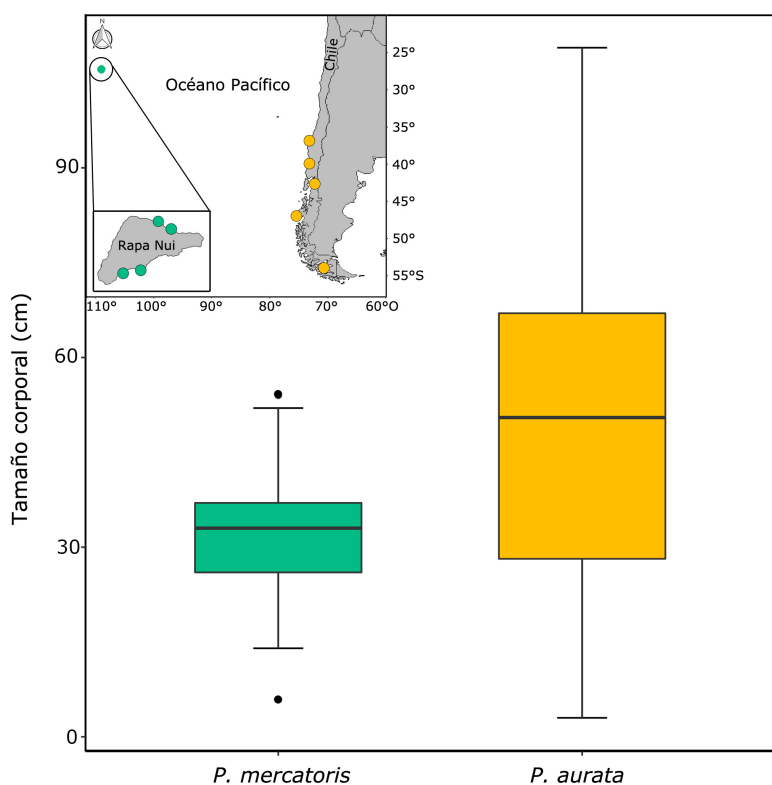 N
Océano Pacífico
Chile
25°
30°
35°
40°
45°
50°
55°S
Rapa Nui
110° 100° 90° 80° 70° 60°O
Tamaño corporal (cm)
90
60
30
0
P. mercatoris P. aurata